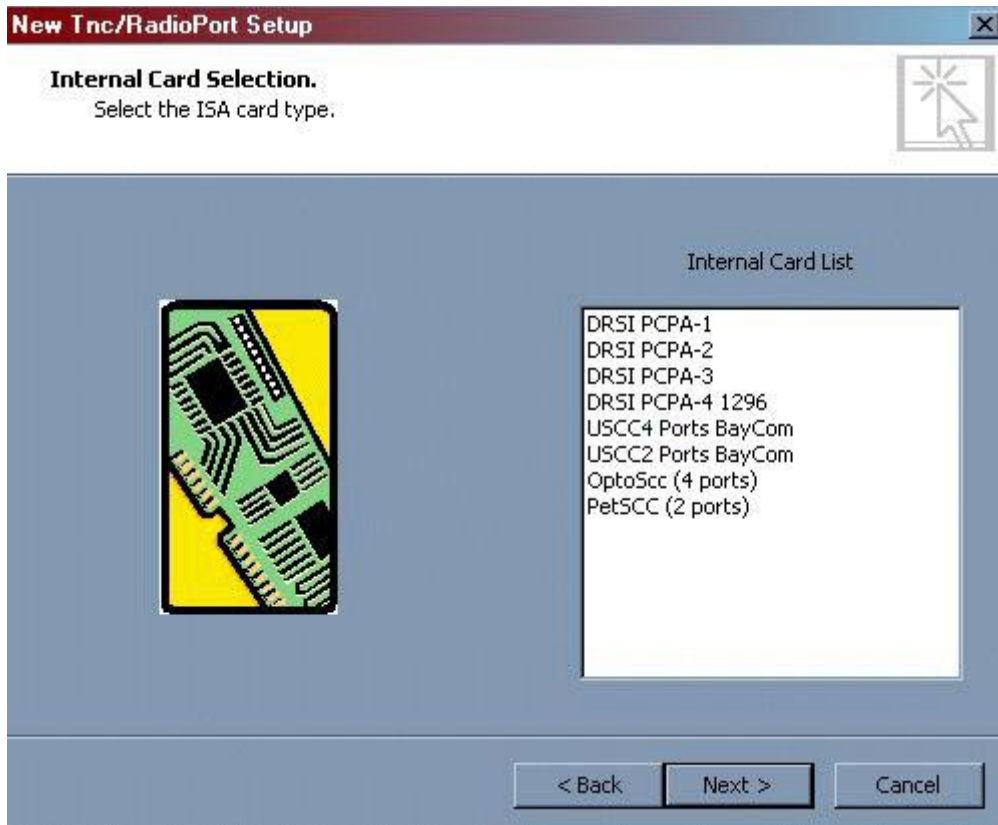 New Tnc/RadioPort Setup
Internal Card Selection.
Select the ISA card type.
Internal Card List
DRSI PCPA-1
DRSI PCPA-2
DRSI PCPA-3
DRSI PCPA-4 1296
USCC4 Ports BayCom
USCC2 Ports BayCom
OptoScc (4 ports)
PetSCC (2 ports)
< Back Next > Cancel